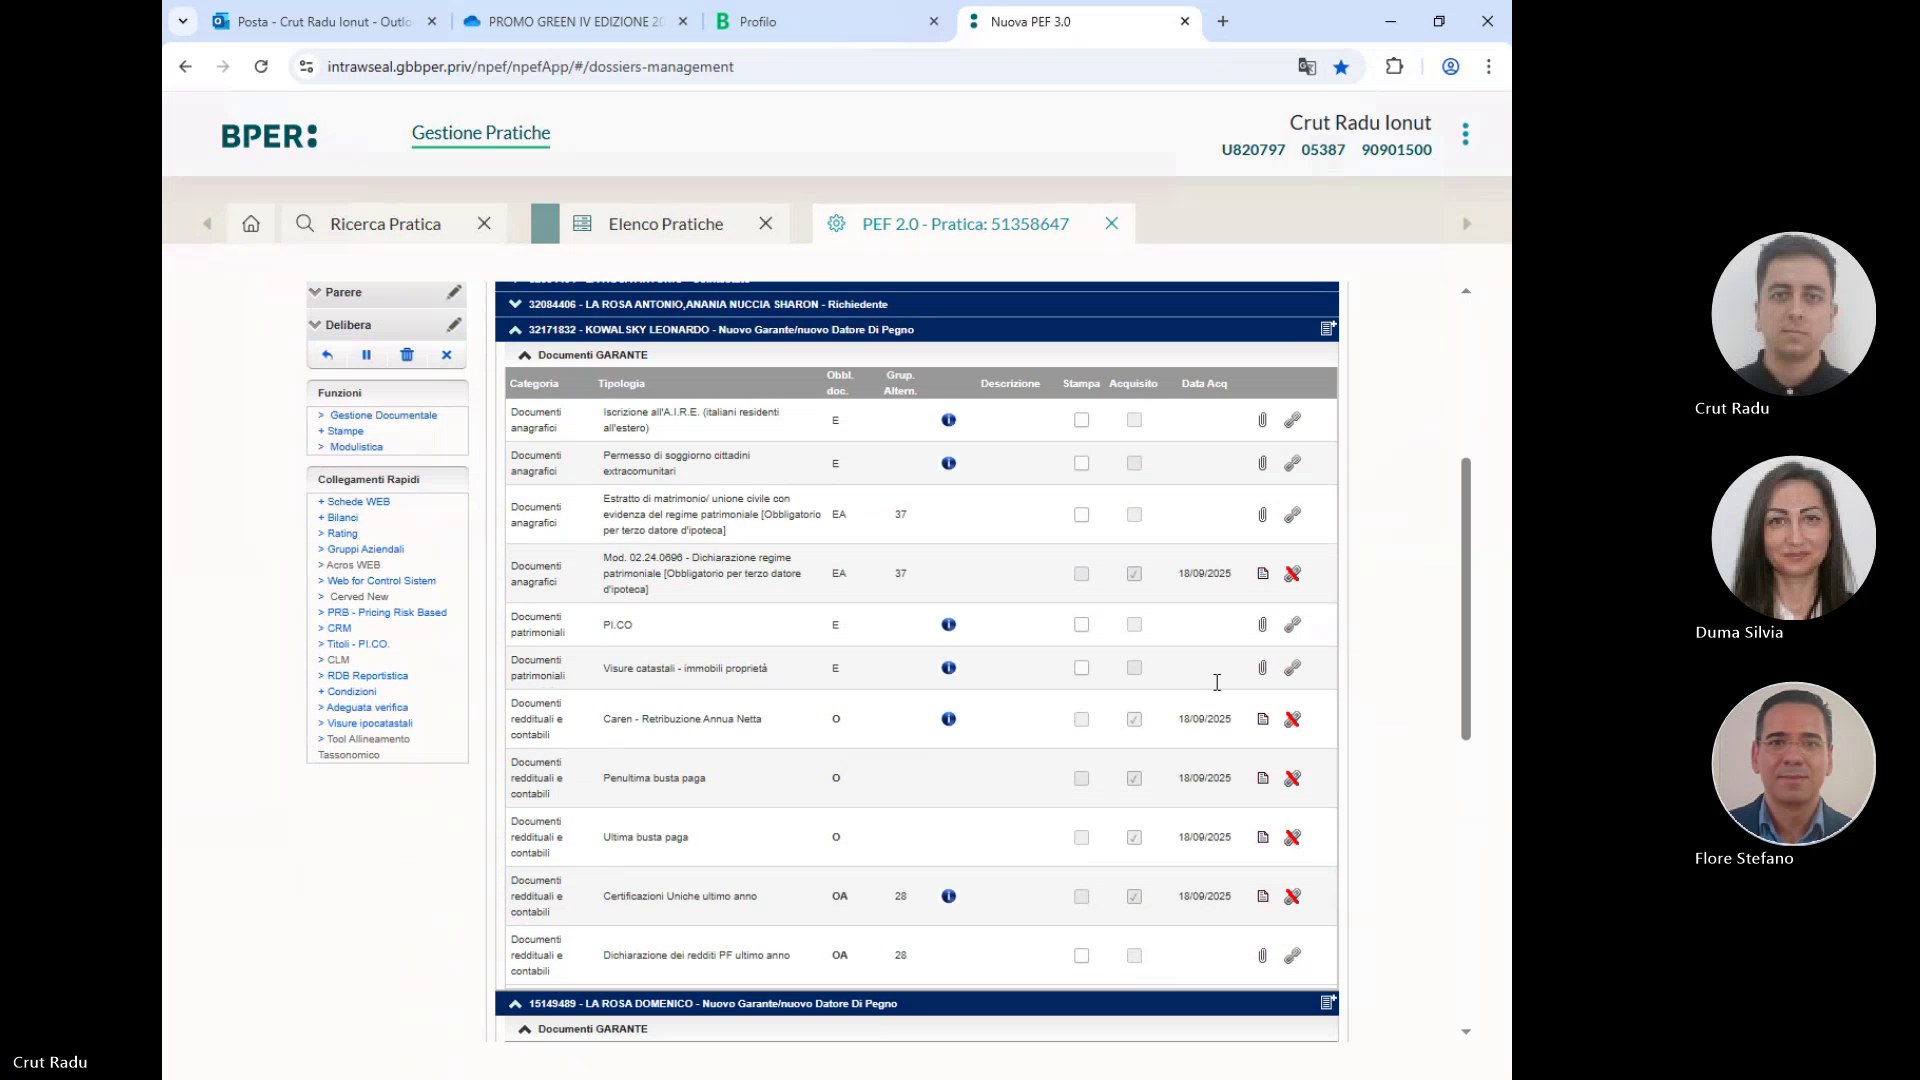 Posta - Crut Radu Ionut - Outlo
PROMO GREEN IV EDIZIONE 20
Profilo
Nuova PEF 3.0
intrawseal.gbbper.priv/npef/npefApp/#/dossiers-management
BPER:
Gestione Pratiche
Crut Radu Ionut
U820797 05387 90901500
Ricerca Pratica
Elenco Pratiche
PEF 2.0 - Pratica: 51358647
Parere
Delibera
Funzioni
> Gestione Documentale
+ Stampe
> Modulistica
Collegamenti Rapidi
+ Schede WEB
+ Bilanci
> Rating
> Gruppi Aziendali
> Acros WEB
> Web for Control Sistem
> Cerved New
> PRB - Pricing Risk Based
> CRM
> Titoli - PI.CO.
> CLM
> RDB Reportistica
+ Condizioni
> Adeguata verifica
> Visure ipocatastali
> Tool Allineamento
Tassonomico
32084406 - LA ROSA ANTONIO,ANANIA NUCCIA SHARON - Richiedente
32171832 - KOWALSKY LEONARDO - Nuovo Garante/nuovo Datore Di Pegno
Documenti GARANTE
Categoria Tipologia Obbl. doc. Grup. Altern. Descrizione Stampa Acquisito Data Acq
Documenti anagrafici Iscrizione all'A.I.R.E. (italiani residenti all'estero) E
Documenti anagrafici Permesso di soggiorno cittadini extracomunitari E
Documenti anagrafici Estratto di matrimonio/ unione civile con evidenza del regime patrimoniale [Obbligatorio per terzo datore d'ipoteca] EA 37
Documenti anagrafici Mod. 02.24.0696 - Dichiarazione regime patrimoniale [Obbligatorio per terzo datore d'ipoteca] EA 37 18/09/2025
Documenti patrimoniali PI.CO E
Documenti patrimoniali Visure catastali - immobili proprietà E
Documenti reddituali e contabili Caren - Retribuzione Annua Netta O 18/09/2025
Documenti reddituali e contabili Penultima busta paga O 18/09/2025
Documenti reddituali e contabili Ultima busta paga O 18/09/2025
Documenti reddituali e contabili Certificazioni Uniche ultimo anno OA 28 18/09/2025
Documenti reddituali e contabili Dichiarazione dei redditi PF ultimo anno OA 28
15149489 - LA ROSA DOMENICO - Nuovo Garante/nuovo Datore Di Pegno
Documenti GARANTE
Crut Radu
Duma Silvia
Flore Stefano
Crut Radu